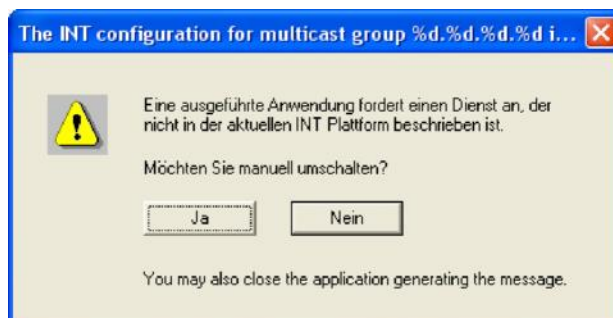 The INT configuration for multicast group %d.%d.%d.%d i...
Eine ausgeführte Anwendung fordert einen Dienst an, der
nicht in der aktuellen INT Plattform beschrieben ist.
Möchten Sie manuell umschalten?
Ja
Nein
You may also close the application generating the message.